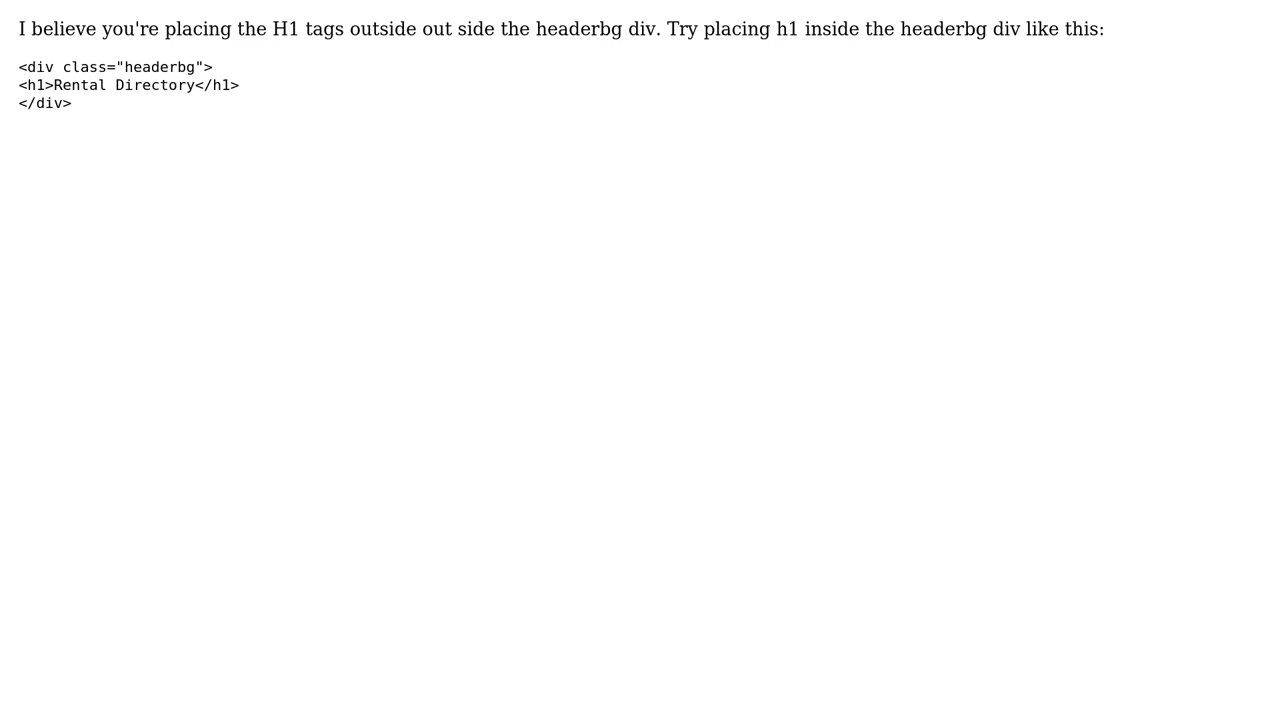 I believe you're placing the H1 tags outside out side the headerbg div. Try placing h1 inside the headerbg div like this:
<div class="headerbg">
<h1>Rental Directory</h1>
</div>